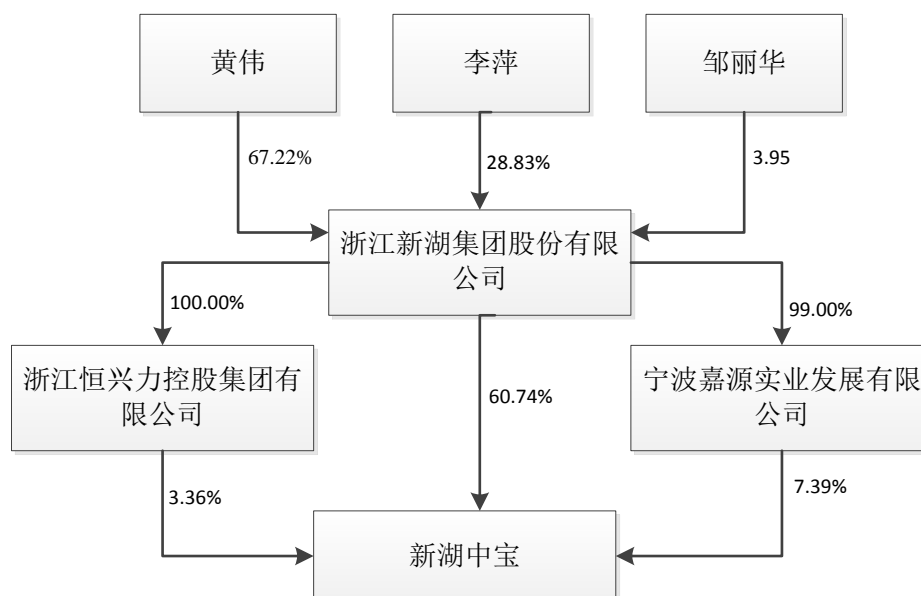 黄伟
李萍
邹丽华
67.22%
28.83%
3.95
浙江新湖集团股份有限
公司
100.00%
99.00%
浙江恒兴力控股集团有
限公司
60.74%
宁波嘉源实业发展有限
公司
3.36%
7.39%
新湖中宝